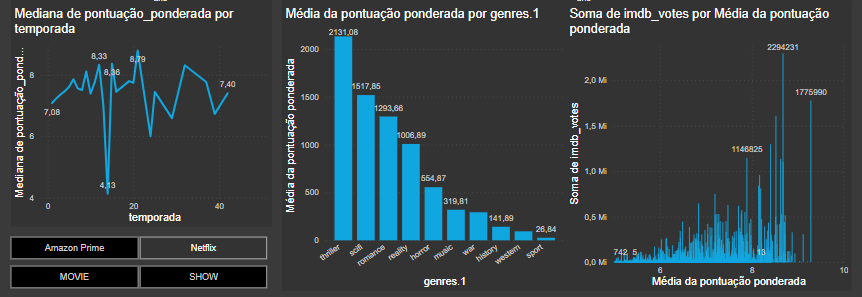 Mediana de pontuação_ponderada por
temporada
Mediana de pontuação_pond...
8
6
4
8,33
8,36
8,79
7,08
7,40
4,13
0
20
40
temporada
Amazon Prime
Netflix
MOVIE
SHOW
Média da pontuação ponderada por genres.1
Média da pontuação ponderada
2000
1500
1000
500
0
2131,08
1517,85
1293,66
1006,89
554,87
319,81
141,89
26,84
thriller
scifi
romance
reality
horror
music
war
history
western
sport
genres.1
Soma de imdb_votes por Média da pontuação
ponderada
Soma de imdb_votes
2,0 Mi
1,5 Mi
1,0 Mi
0,5 Mi
0,0 Mi
2294231
1775990
1146825
742
5
13
6
8
10
Média da pontuação ponderada